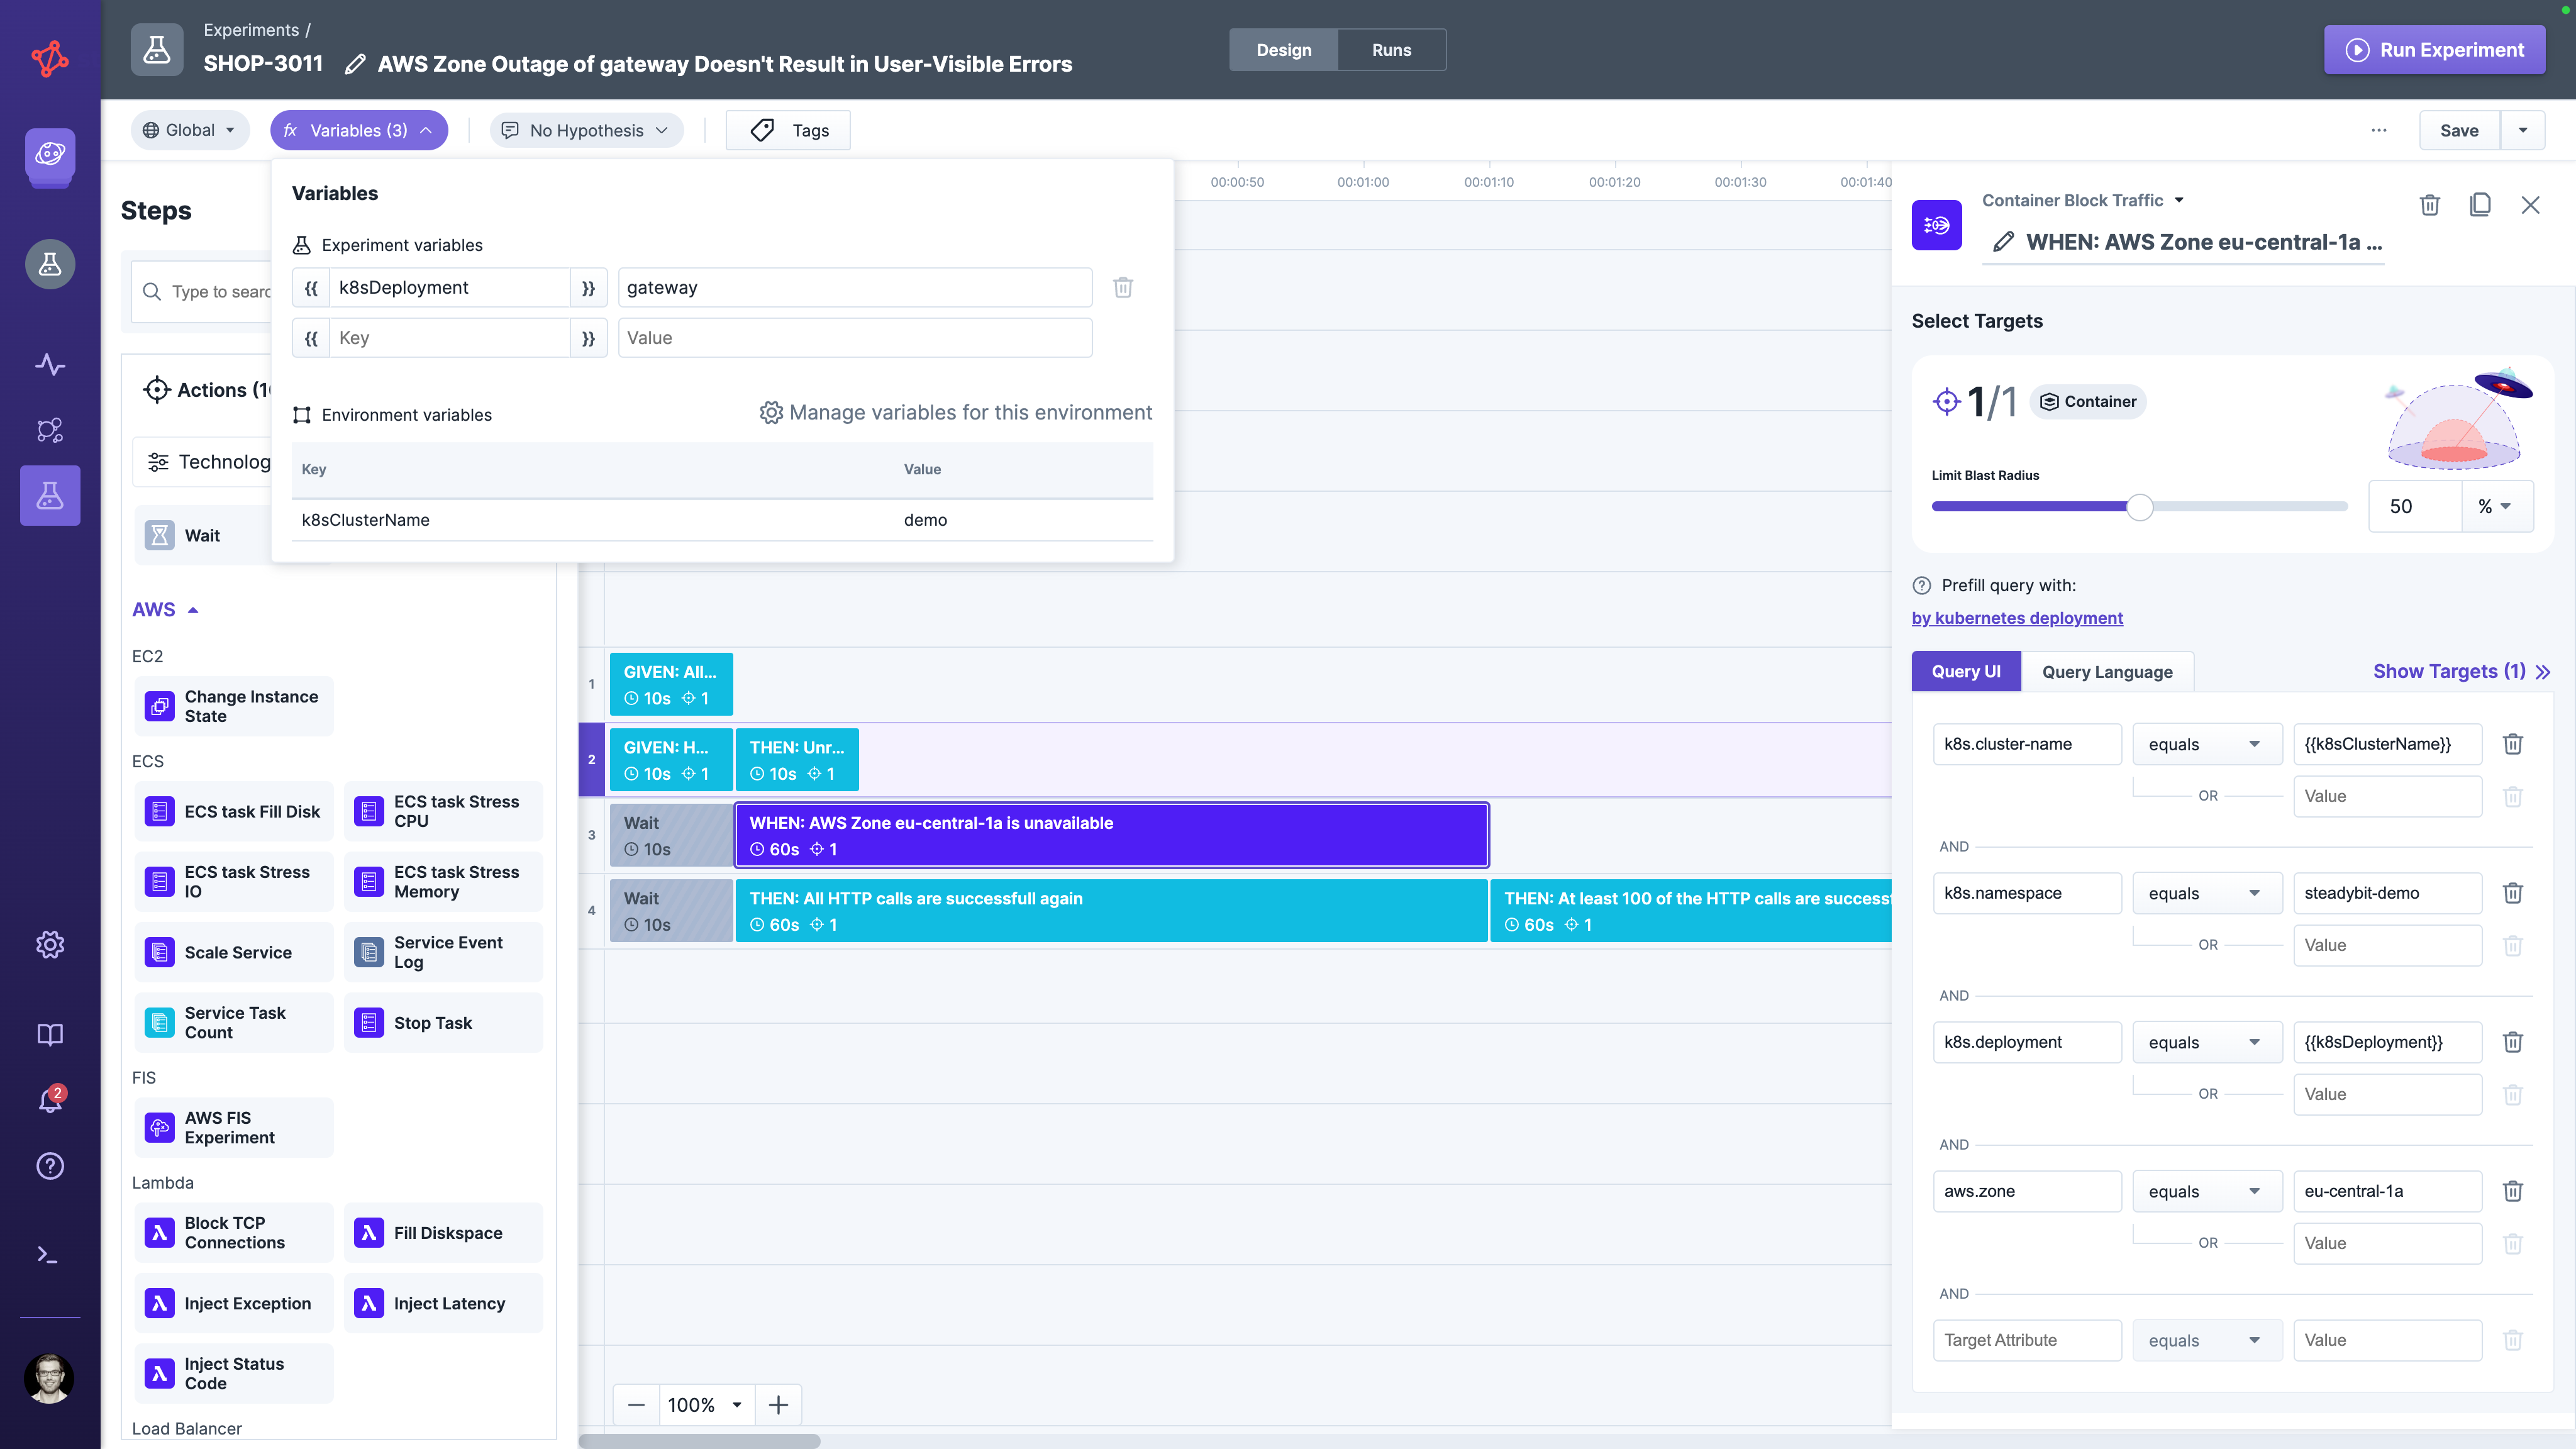 Experiments /
SHOP-3011 AWS Zone Outage of gateway Doesn't Result in User-Visible Errors
Design
Runs
Run Experiment
Global
fx Variables (3)
No Hypothesis
Tags
...
Save
Steps
Type to searc
Actions (1
Technolog
Wait
AWS
EC2
Change Instance
State
ECS
ECS task Fill Disk
ECS task Stress
CPU
ECS task Stress
IO
ECS task Stress
Memory
Scale Service
Service Event
Log
Service Task
Count
Stop Task
FIS
AWS FIS
Experiment
Lambda
Block TCP
Connections
Fill Diskspace
Inject Exception
Inject Latency
Inject Status
Code
Load Balancer
2
Variables
Experiment variables
{{ k8sDeployment }} gateway
{{ Key }} Value
Environment variables
Manage variables for this environment
Key Value
k8sClusterName demo
00:00:50 00:01:00 00:01:10 00:01:20 00:01:30 00:01:40
1
GIVEN: All...
10s 1
2
GIVEN: H...
10s 1
THEN: Unr...
10s 1
3
Wait
10s
WHEN: AWS Zone eu-central-1a is unavailable
60s 1
4
Wait
10s
THEN: All HTTP calls are successfull again
60s 1
THEN: At least 100 of the HTTP calls are success
60s 1
100%
Container Block Traffic
WHEN: AWS Zone eu-central-1a ...
Select Targets
1/1 Container
Limit Blast Radius
50 %
Prefill query with:
by kubernetes deployment
Query UI
Query Language
Show Targets (1)
k8s.cluster-name equals {{k8sClusterName}}
OR Value
AND
k8s.namespace equals steadybit-demo
OR Value
AND
k8s.deployment equals {{k8sDeployment}}
OR Value
AND
aws.zone equals eu-central-1a
OR Value
AND
Target Attribute equals Value